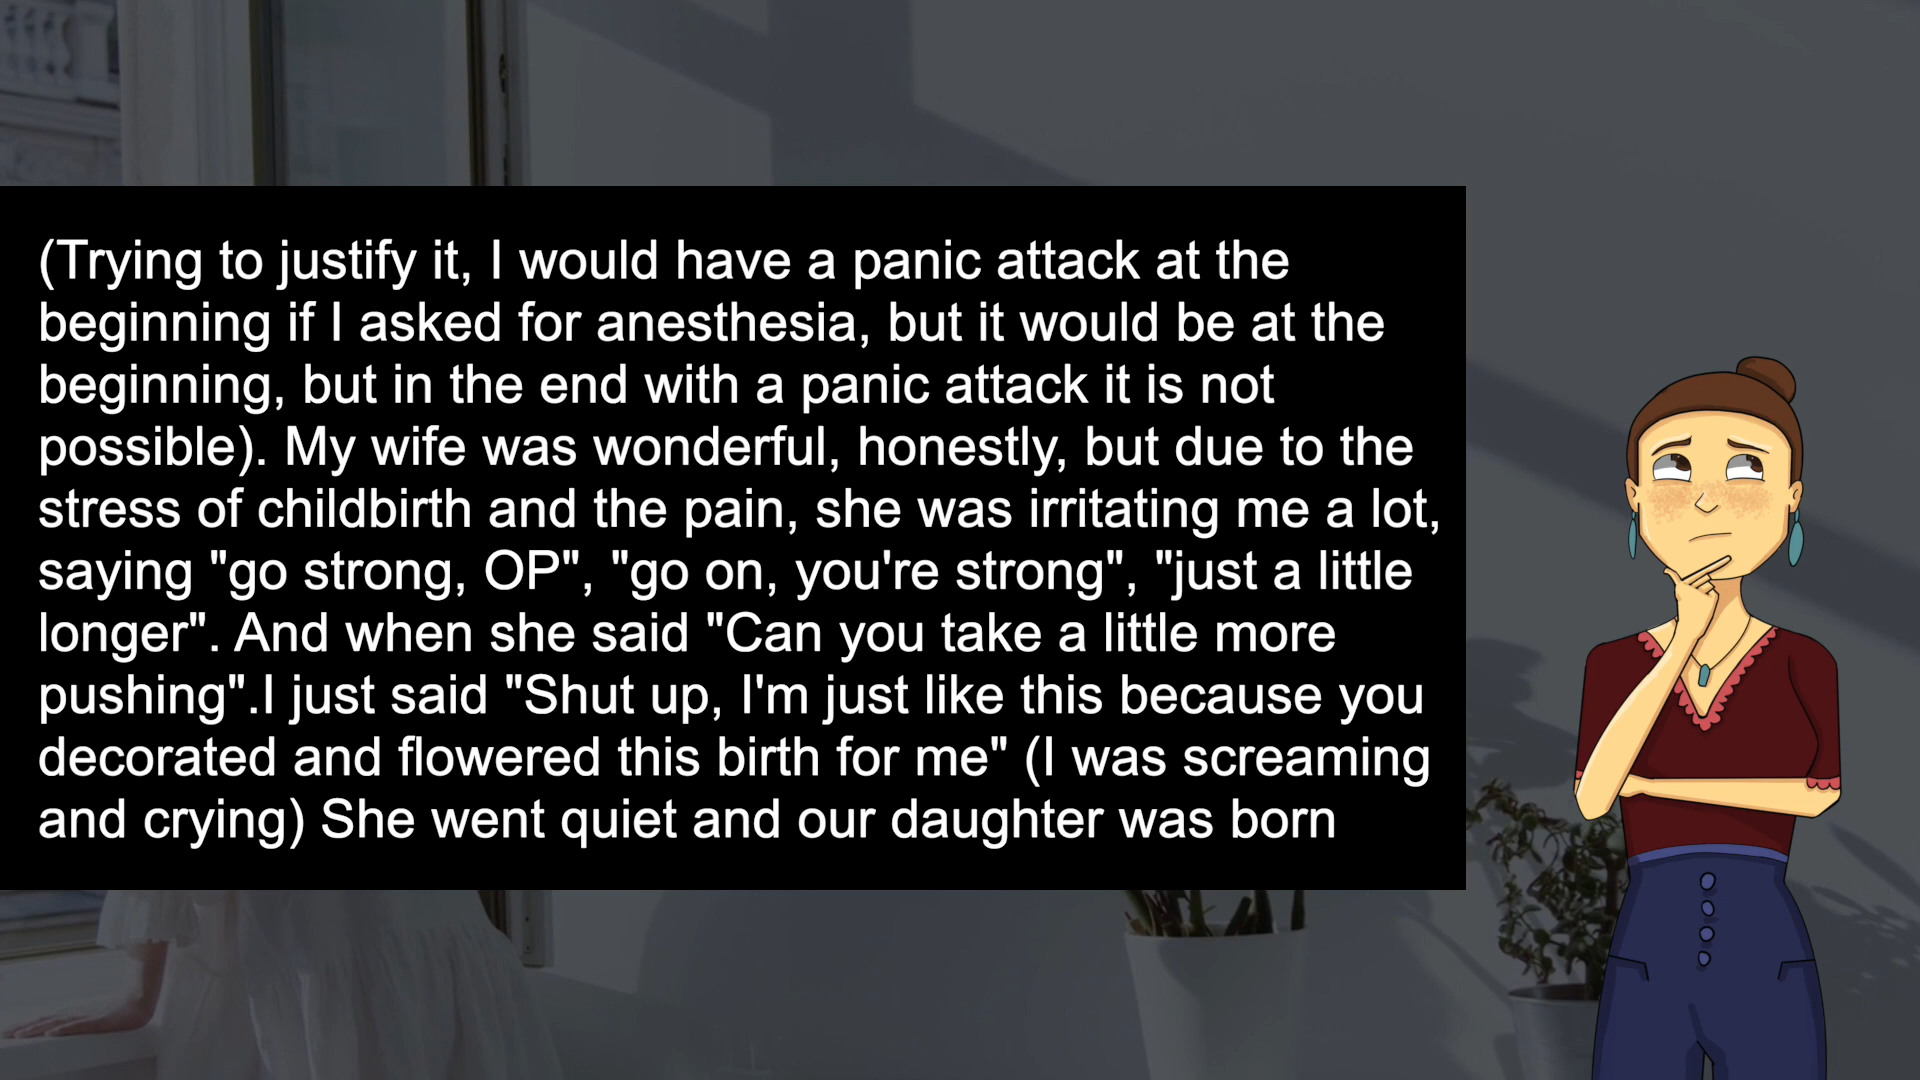 (Trying to justify it, I would have a panic attack at the
beginning if I asked for anesthesia, but it would be at the
beginning, but in the end with a panic attack it is not
possible). My wife was wonderful, honestly, but due to the
stress of childbirth and the pain, she was irritating me a lot,
saying "go strong, OP", "go on, you're strong", "just a little
longer". And when she said "Can you take a little more
pushing".I just said "Shut up, I'm just like this because you
decorated and flowered this birth for me" (I was screaming
and crying) She went quiet and our daughter was born